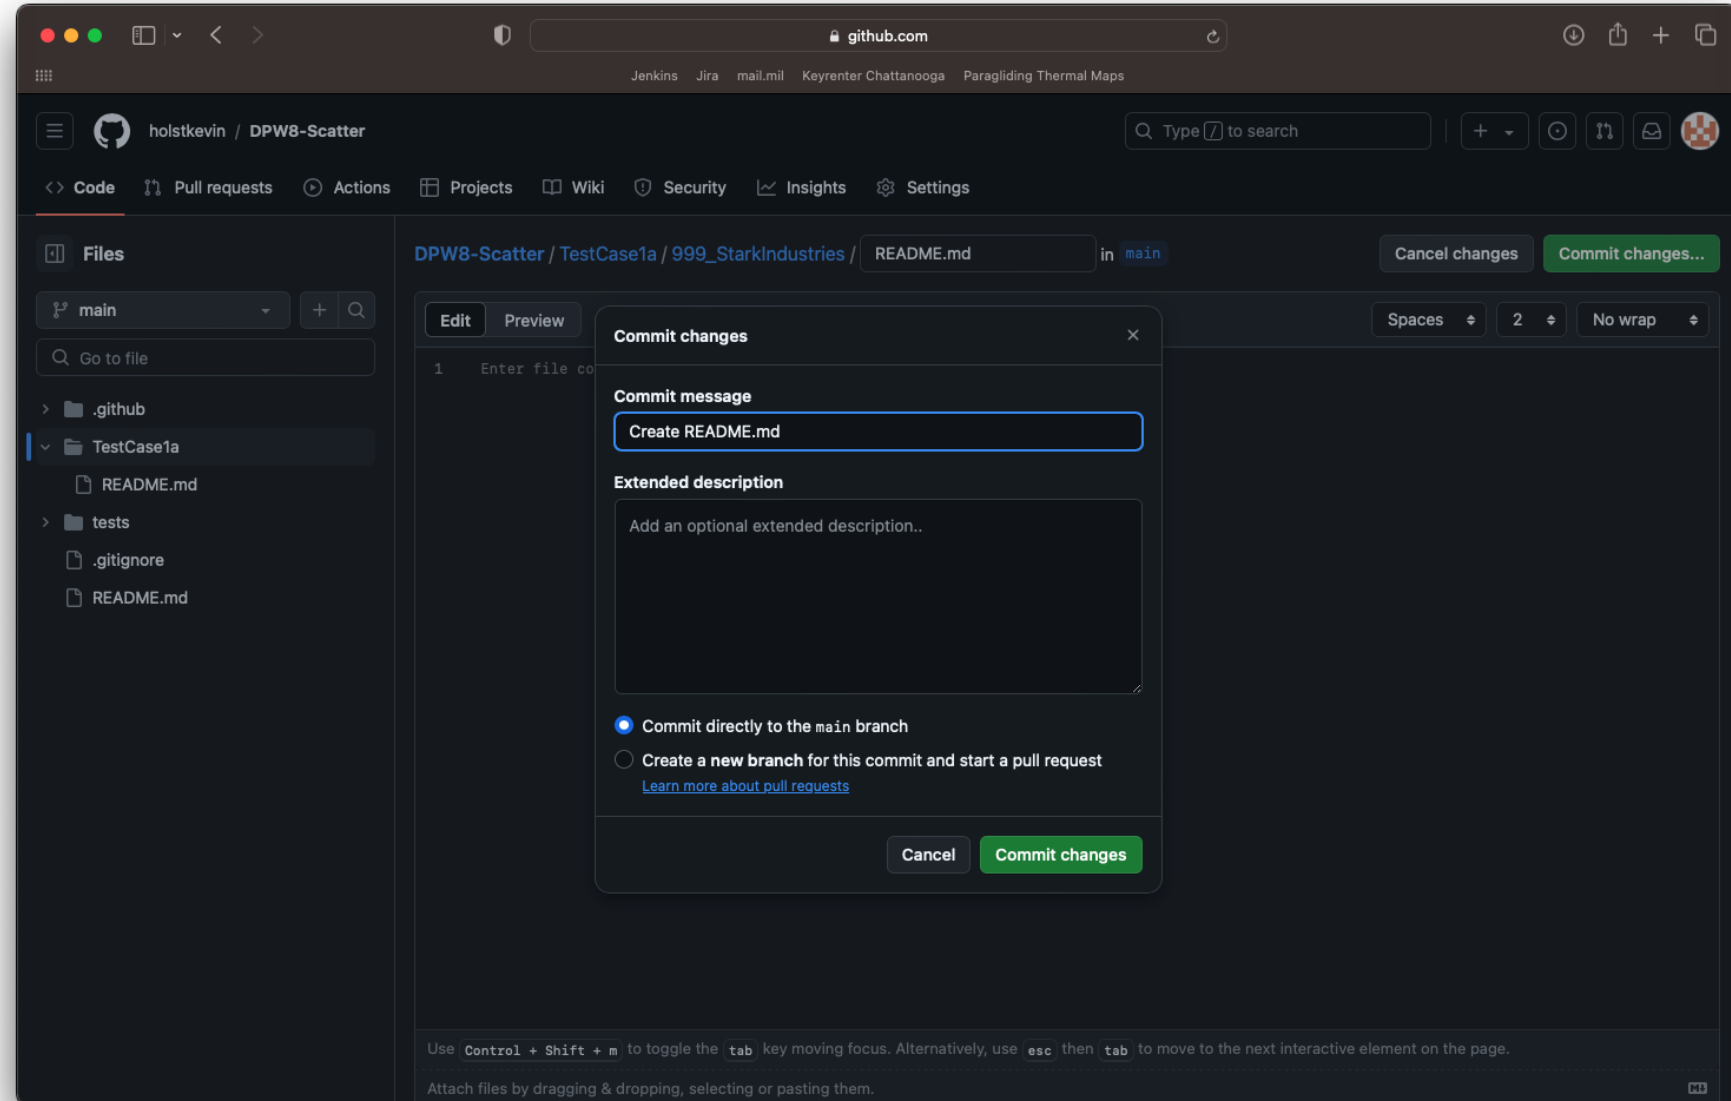 github.com
Jenkins Jira mail.mil Keyrenter Chattanooga Paragliding Thermal Maps
holstkevin / DPW8-Scatter
Type / to search
Code Pull requests Actions Projects Wiki Security Insights Settings
Files
DPW8-Scatter / TestCase1a / 999_StarkIndustries / README.md in main
Cancel changes Commit changes...
main
Go to file
.github
TestCase1a
README.md
tests
.gitignore
README.md
Edit Preview
Spaces 2 No wrap
1 Enter file co
Commit changes
Commit message
Create README.md
Extended description
Add an optional extended description..
Commit directly to the main branch
Create a new branch for this commit and start a pull request
Learn more about pull requests
Cancel Commit changes
Use Control + Shift + m to toggle the tab key moving focus. Alternatively, use esc then tab to move to the next interactive element on the page.
Attach files by dragging & dropping, selecting or pasting them.